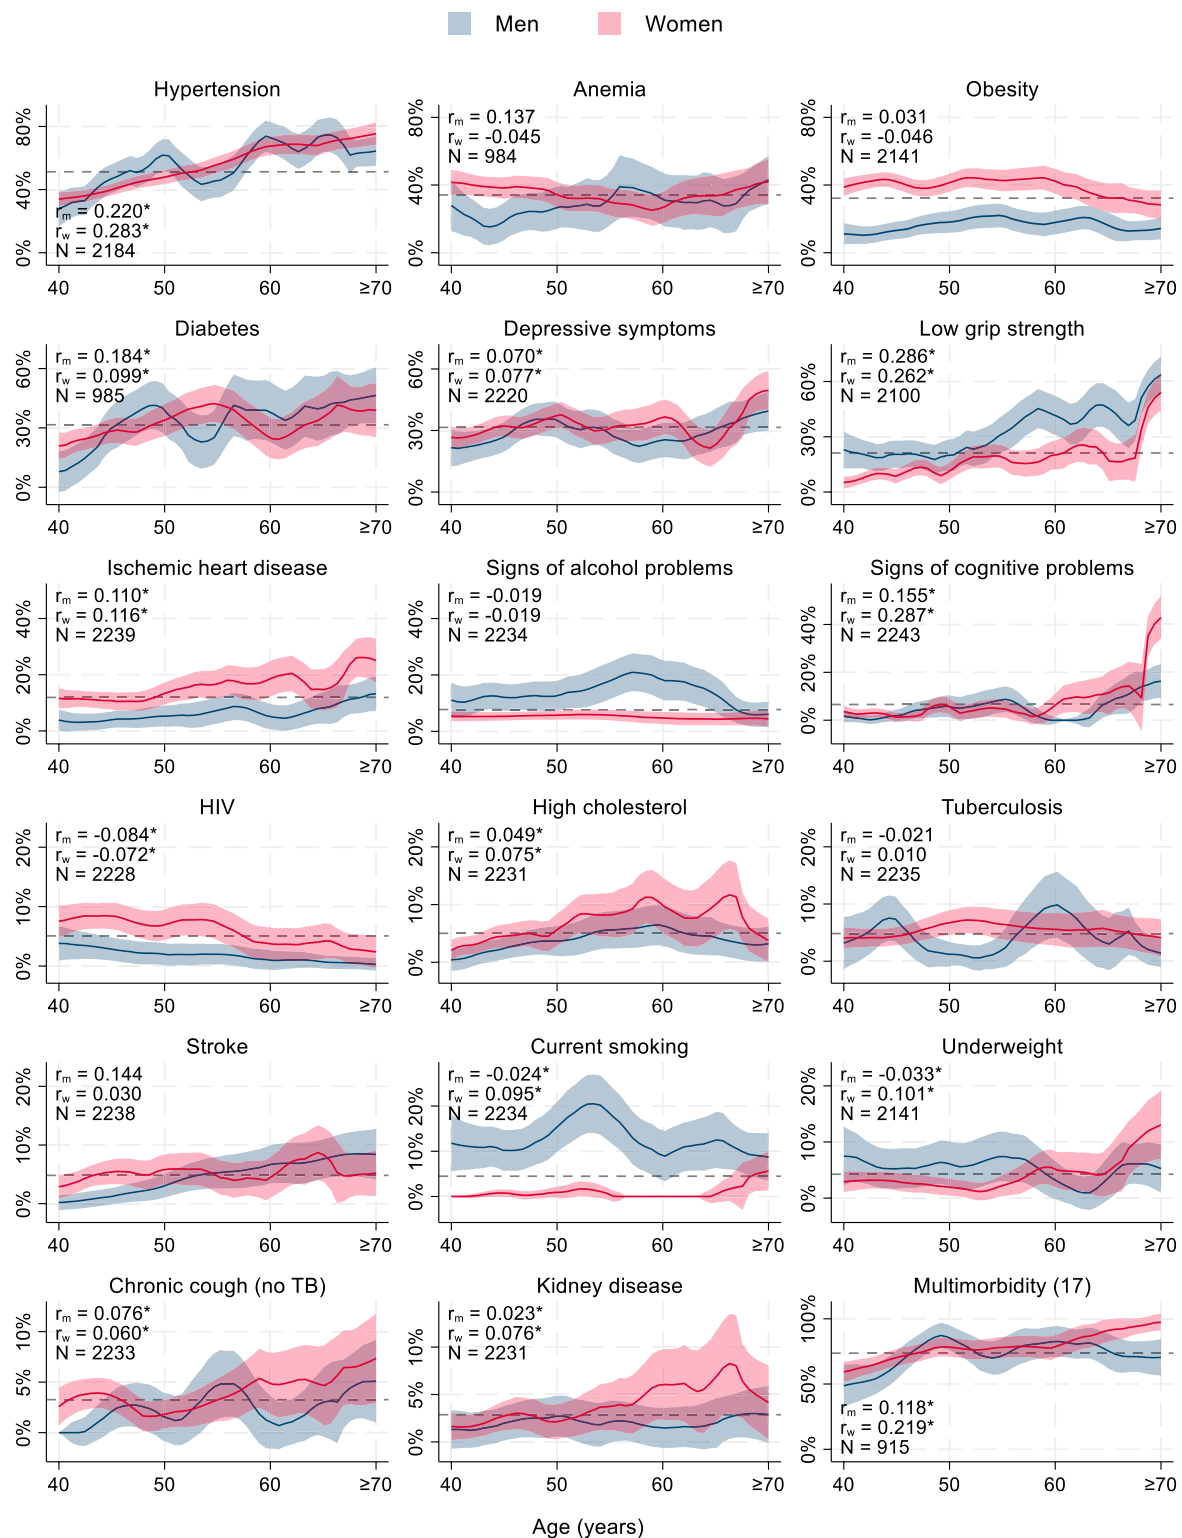 Men Women
Hypertension
80%
40%
0%
rm = 0.220*
rw = 0.283*
N = 2184
40 50 60 ≥70
Anemia
80%
40%
0%
rm = 0.137
rw = -0.045
N = 984
40 50 60 ≥70
Obesity
80%
40%
0%
rm = 0.031
rw = -0.046
N = 2141
40 50 60 ≥70
Diabetes
60%
30%
0%
rm = 0.184*
rw = 0.099*
N = 985
40 50 60 ≥70
Depressive symptoms
60%
30%
0%
rm = 0.070*
rw = 0.077*
N = 2220
40 50 60 ≥70
Low grip strength
60%
30%
0%
rm = 0.286*
rw = 0.262*
N = 2100
40 50 60 ≥70
Ischemic heart disease
40%
20%
0%
rm = 0.110*
rw = 0.116*
N = 2239
40 50 60 ≥70
Signs of alcohol problems
40%
20%
0%
rm = -0.019
rw = -0.019
N = 2234
40 50 60 ≥70
Signs of cognitive problems
40%
20%
0%
rm = 0.155*
rw = 0.287*
N = 2243
40 50 60 ≥70
HIV
20%
10%
0%
rm = -0.084*
rw = -0.072*
N = 2228
40 50 60 ≥70
High cholesterol
20%
10%
0%
rm = 0.049*
rw = 0.075*
N = 2231
40 50 60 ≥70
Tuberculosis
20%
10%
0%
rm = -0.021
rw = 0.010
N = 2235
40 50 60 ≥70
Stroke
20%
10%
0%
rm = 0.144
rw = 0.030
N = 2238
40 50 60 ≥70
Current smoking
20%
10%
0%
rm = -0.024*
rw = 0.095*
N = 2234
40 50 60 ≥70
Underweight
20%
10%
0%
rm = -0.033*
rw = 0.101*
N = 2141
40 50 60 ≥70
Chronic cough (no TB)
10%
5%
0%
rm = 0.076*
rw = 0.060*
N = 2233
40 50 60 ≥70
Kidney disease
10%
5%
0%
rm = 0.023*
rw = 0.076*
N = 2231
40 50 60 ≥70
Multimorbidity (17)
100%
50%
0%
rm = 0.118*
rw = 0.219*
N = 915
40 50 60 ≥70
Age (years)